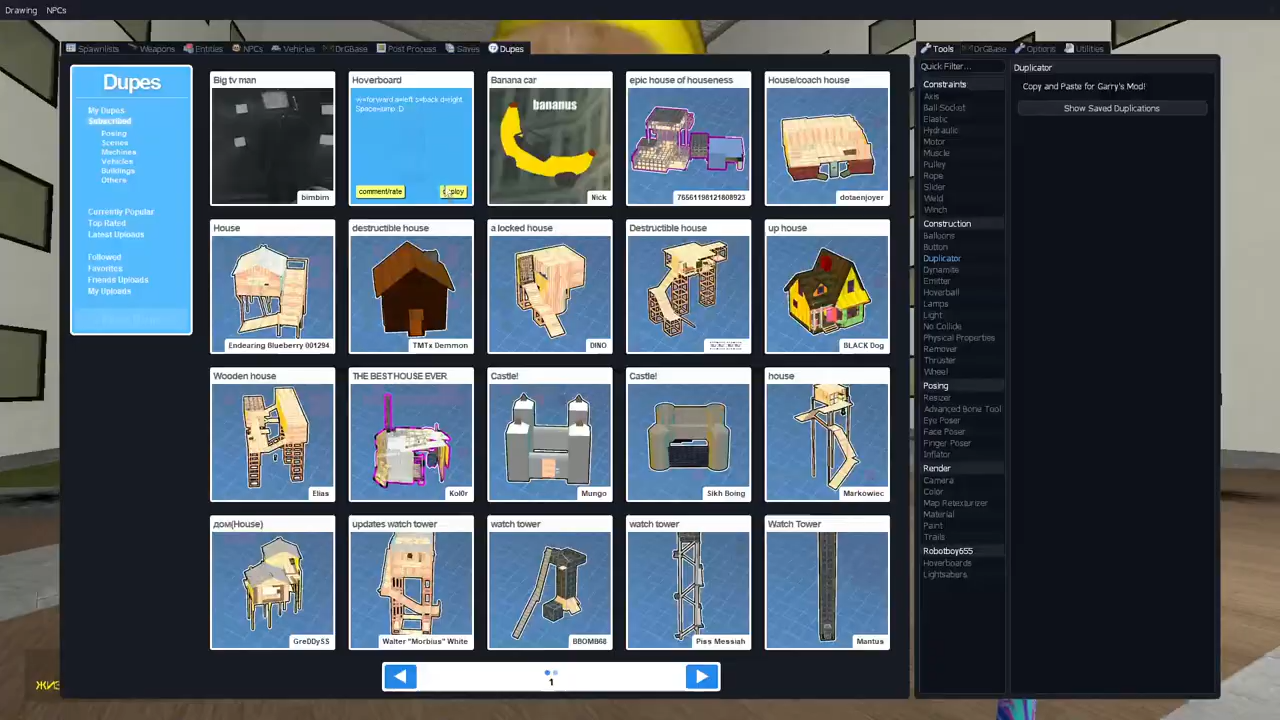 Drawing NPCs
Spawnlists Weapons Entities NPCs Vehicles DrGBase Post Process Saves Dupes
Tools DrGBase Options Utilities
Dupes
My Dupes
Subscribed
Posing
Scenes
Machines
Vehicles
Buildings
Others
Currently Popular
Top Rated
Latest Uploads
Followed
Favorites
Friends Uploads
My Uploads
Big tv man
bimbim
Hoverboard
w=forward a=left s=back d=right,
Space=jump :D
comment/rate
Banana car
bananus
Nick
epic house of houseness
76561198121808923
House/coach house
dotaenjoyer
House
Endearing Blueberry 001294
destructible house
TMTx Demmon
a locked house
DINO
Destructible house
up house
BLACK Dog
Wooden house
Elias
THE BEST HOUSE EVER
Kol0r
Castle!
Mungo
Castle!
Sikh Boing
house
Markowiec
дом(House)
GreDDySS
updates watch tower
Walter "Morbius" White
watch tower
BBOMB68
watch tower
Piss Messiah
Watch Tower
Mantus
1
Quick Filter...
Constraints
Axis
Ball Socket
Elastic
Hydraulic
Motor
Muscle
Pulley
Rope
Slider
Weld
Winch
Construction
Balloons
Button
Duplicator
Dynamite
Emitter
Hoverball
Lamps
Light
No Collide
Physical Properties
Remover
Thruster
Wheel
Posing
Resizer
Advanced Bone Tool
Eye Poser
Face Poser
Finger Poser
Inflator
Render
Camera
Color
Map Retexturizer
Material
Paint
Trails
Robotboy655
Hoverboards
Lightsabers
Duplicator
Copy and Paste for Garry's Mod!
Show Saved Duplications
ЖИЗ